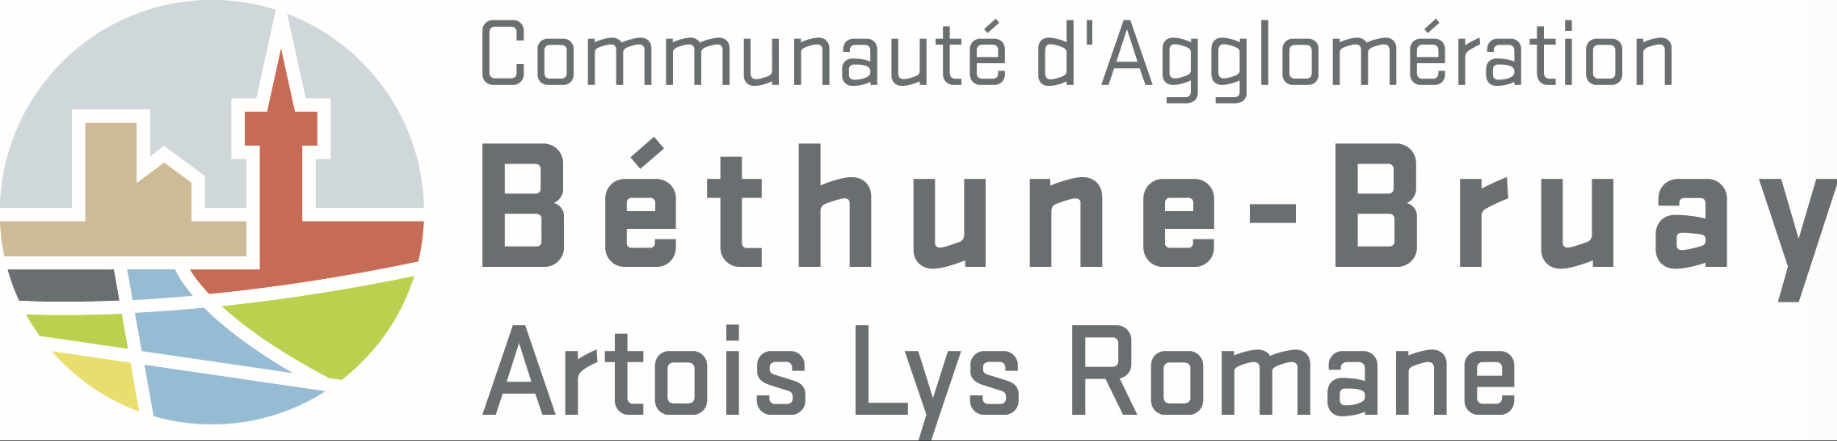 Communauté d'Agglomération
Béthune-Bruay
Artois Lys Romane